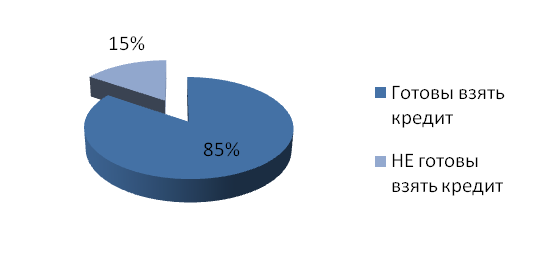 15%
85%
Готовы взять
кредит
НЕ готовы
взять кредит